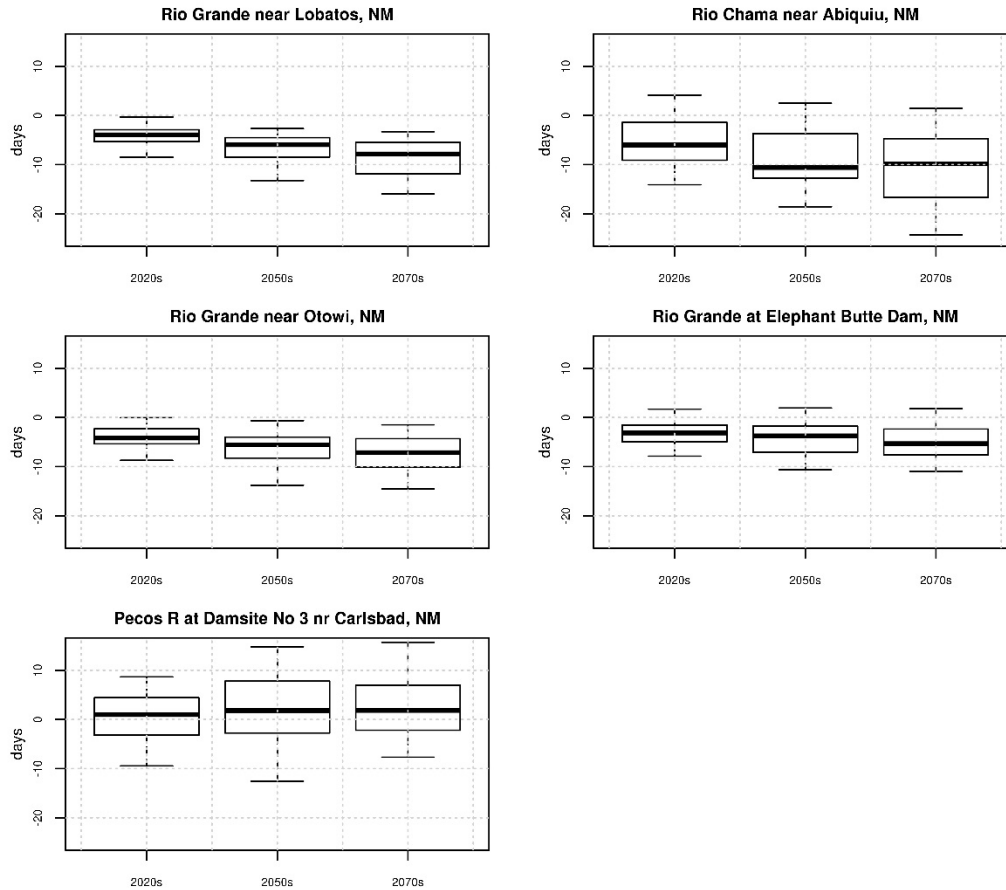 Rio Grande near Lobatos, NM
days
10
0
-10
-20
2020s 2050s 2070s
Rio Chama near Abiquiu, NM
days
10
0
-10
-20
2020s 2050s 2070s
Rio Grande near Otowi, NM
days
10
0
-10
-20
2020s 2050s 2070s
Rio Grande at Elephant Butte Dam, NM
days
10
0
-10
-20
2020s 2050s 2070s
Pecos R at Damsite No 3 nr Carlsbad, NM
days
10
0
-10
-20
2020s 2050s 2070s